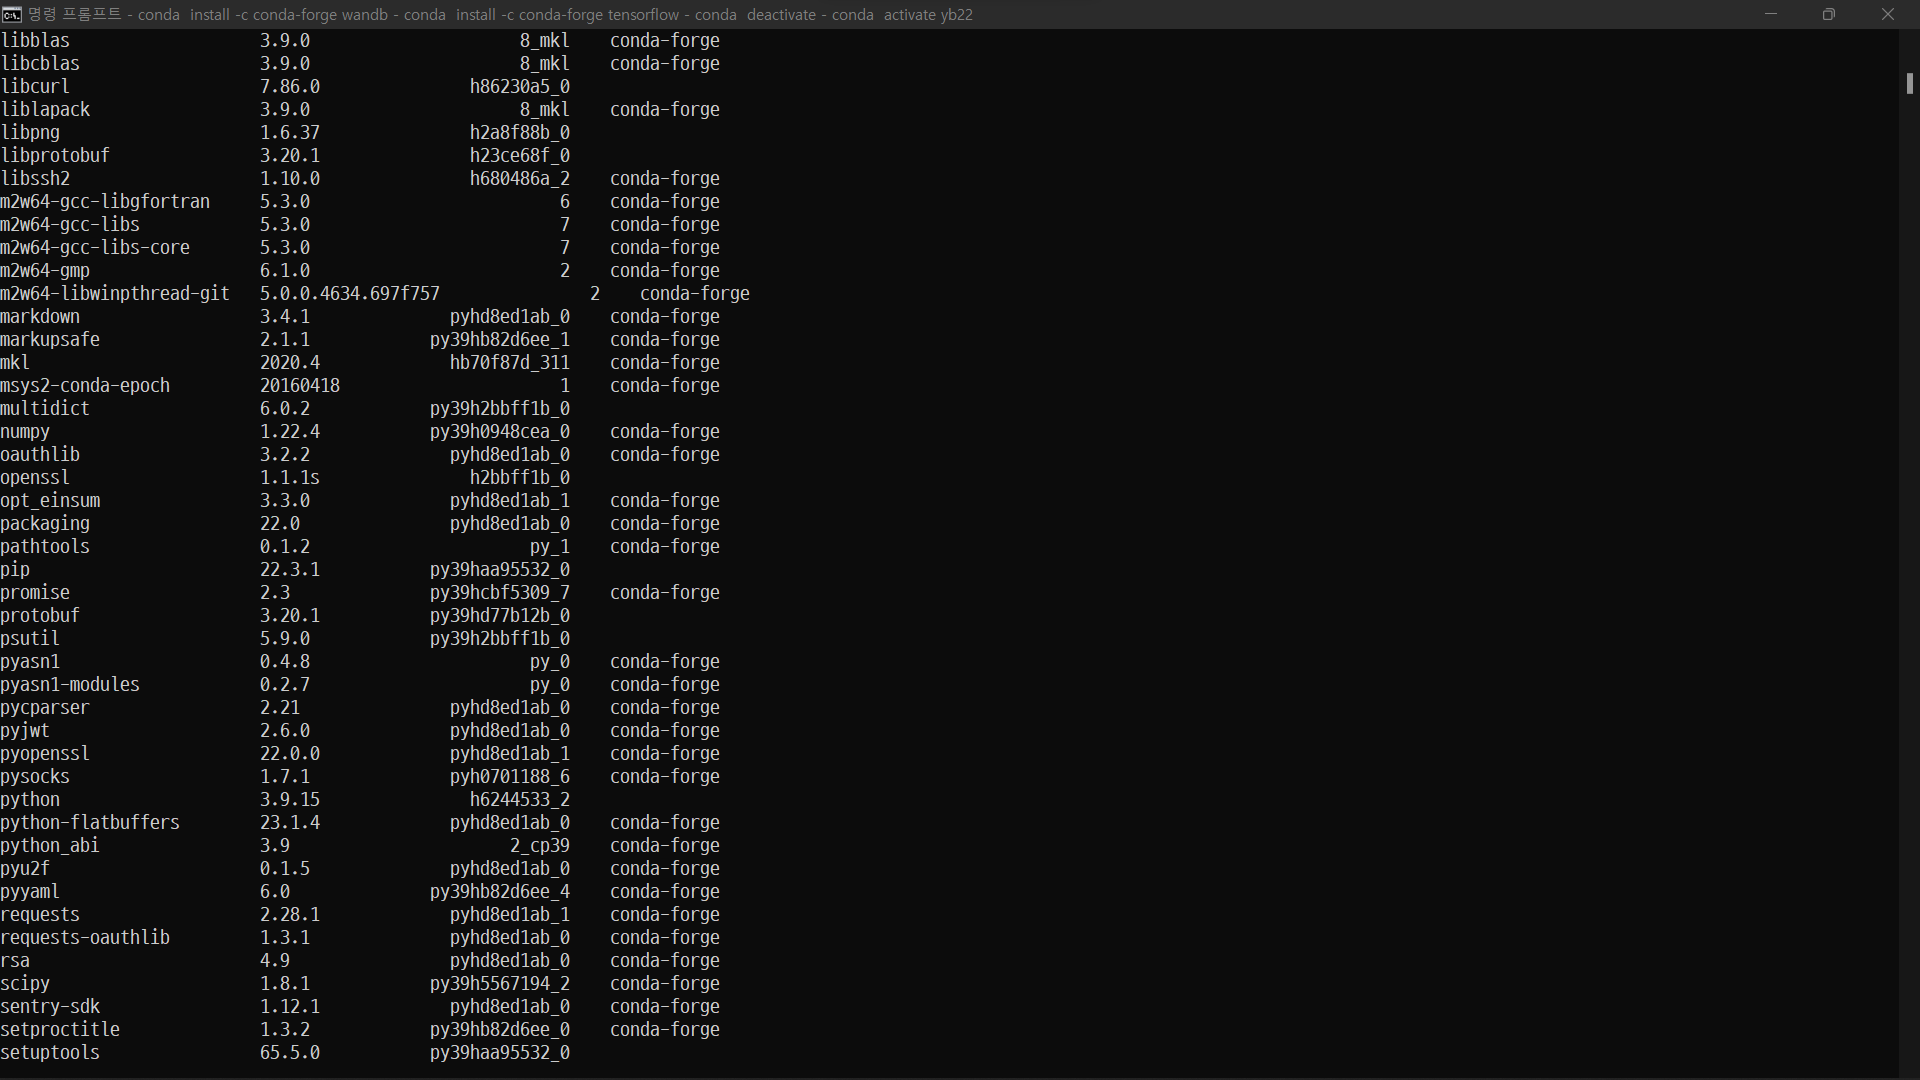 명령 프롬프트 - conda  install -c conda-forge wandb - conda  install -c conda-forge tensorflow - conda  deactivate - conda  activate yb22
libblas                   3.9.0                     8_mkl    conda-forge
libcblas                  3.9.0                     8_mkl    conda-forge
libcurl                   7.86.0               h86230a5_0
liblapack                 3.9.0                     8_mkl    conda-forge
libpng                    1.6.37               h2a8f88b_0
libprotobuf               3.20.1               h23ce68f_0
libssh2                   1.10.0               h680486a_2    conda-forge
m2w64-gcc-libgfortran     5.3.0                         6    conda-forge
m2w64-gcc-libs            5.3.0                         7    conda-forge
m2w64-gcc-libs-core       5.3.0                         7    conda-forge
m2w64-gmp                 6.1.0                         2    conda-forge
m2w64-libwinpthread-git   5.0.0.4634.697f757               2    conda-forge
markdown                  3.4.1              pyhd8ed1ab_0    conda-forge
markupsafe                2.1.1            py39hb82d6ee_1    conda-forge
mkl                       2020.4             hb70f87d_311    conda-forge
msys2-conda-epoch         20160418                      1    conda-forge
multidict                 6.0.2            py39h2bbff1b_0
numpy                     1.22.4           py39h0948cea_0    conda-forge
oauthlib                  3.2.2              pyhd8ed1ab_0    conda-forge
openssl                   1.1.1s               h2bbff1b_0
opt_einsum                3.3.0              pyhd8ed1ab_1    conda-forge
packaging                 22.0               pyhd8ed1ab_0    conda-forge
pathtools                 0.1.2                      py_1    conda-forge
pip                       22.3.1           py39haa95532_0
promise                   2.3              py39hcbf5309_7    conda-forge
protobuf                  3.20.1           py39hd77b12b_0
psutil                    5.9.0            py39h2bbff1b_0
pyasn1                    0.4.8                      py_0    conda-forge
pyasn1-modules            0.2.7                      py_0    conda-forge
pycparser                 2.21               pyhd8ed1ab_0    conda-forge
pyjwt                     2.6.0              pyhd8ed1ab_0    conda-forge
pyopenssl                 22.0.0             pyhd8ed1ab_1    conda-forge
pysocks                   1.7.1              pyh0701188_6    conda-forge
python                    3.9.15               h6244533_2
python-flatbuffers        23.1.4             pyhd8ed1ab_0    conda-forge
python_abi                3.9                      2_cp39    conda-forge
pyu2f                     0.1.5              pyhd8ed1ab_0    conda-forge
pyyaml                    6.0              py39hb82d6ee_4    conda-forge
requests                  2.28.1             pyhd8ed1ab_1    conda-forge
requests-oauthlib         1.3.1              pyhd8ed1ab_0    conda-forge
rsa                       4.9                pyhd8ed1ab_0    conda-forge
scipy                     1.8.1            py39h5567194_2    conda-forge
sentry-sdk                1.12.1             pyhd8ed1ab_0    conda-forge
setproctitle              1.3.2            py39hb82d6ee_0    conda-forge
setuptools                65.5.0           py39haa95532_0